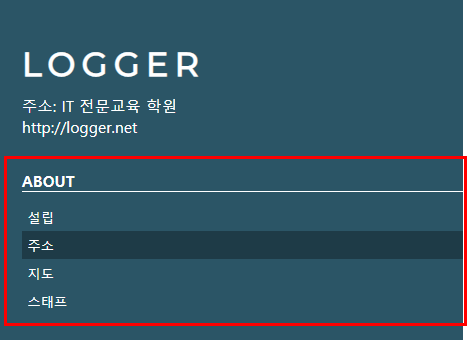 LOGGER
주소: IT 전문교육 학원
http://logger.net
ABOUT
설립
주소
지도
스태프